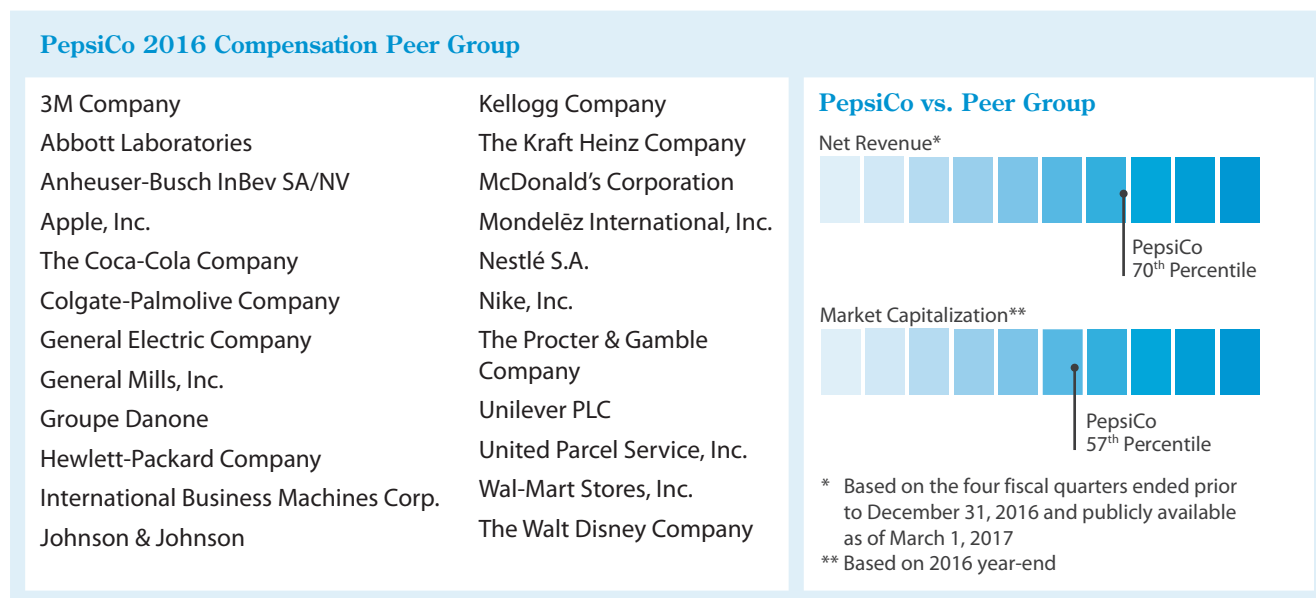 PepsiCo 2016 Compensation Peer Group
3M Company
Abbott Laboratories
Anheuser-Busch InBev SA/NV
Apple, Inc.
The Coca-Cola Company
Colgate-Palmolive Company
General Electric Company
General Mills, Inc.
Groupe Danone
Hewlett-Packard Company
International Business Machines Corp.
Johnson & Johnson
Kellogg Company
The Kraft Heinz Company
McDonald’s Corporation
Mondelēz International, Inc.
Nestlé S.A.
Nike, Inc.
The Procter & Gamble
Company
Unilever PLC
United Parcel Service, Inc.
Wal-Mart Stores, Inc.
The Walt Disney Company
PepsiCo vs. Peer Group
Net Revenue*
PepsiCo
70th Percentile
Market Capitalization**
PepsiCo
57th Percentile
* Based on the four fiscal quarters ended prior
to December 31, 2016 and publicly available
as of March 1, 2017
** Based on 2016 year-end